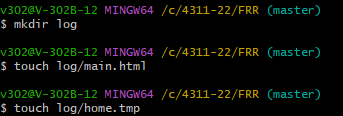 v302@V-302B-12 MINGW64 /c/4311-22/FRR (master)
$ mkdir log
v302@V-302B-12 MINGW64 /c/4311-22/FRR (master)
$ touch log/main.html
v302@V-302B-12 MINGW64 /c/4311-22/FRR (master)
$ touch log/home.tmp